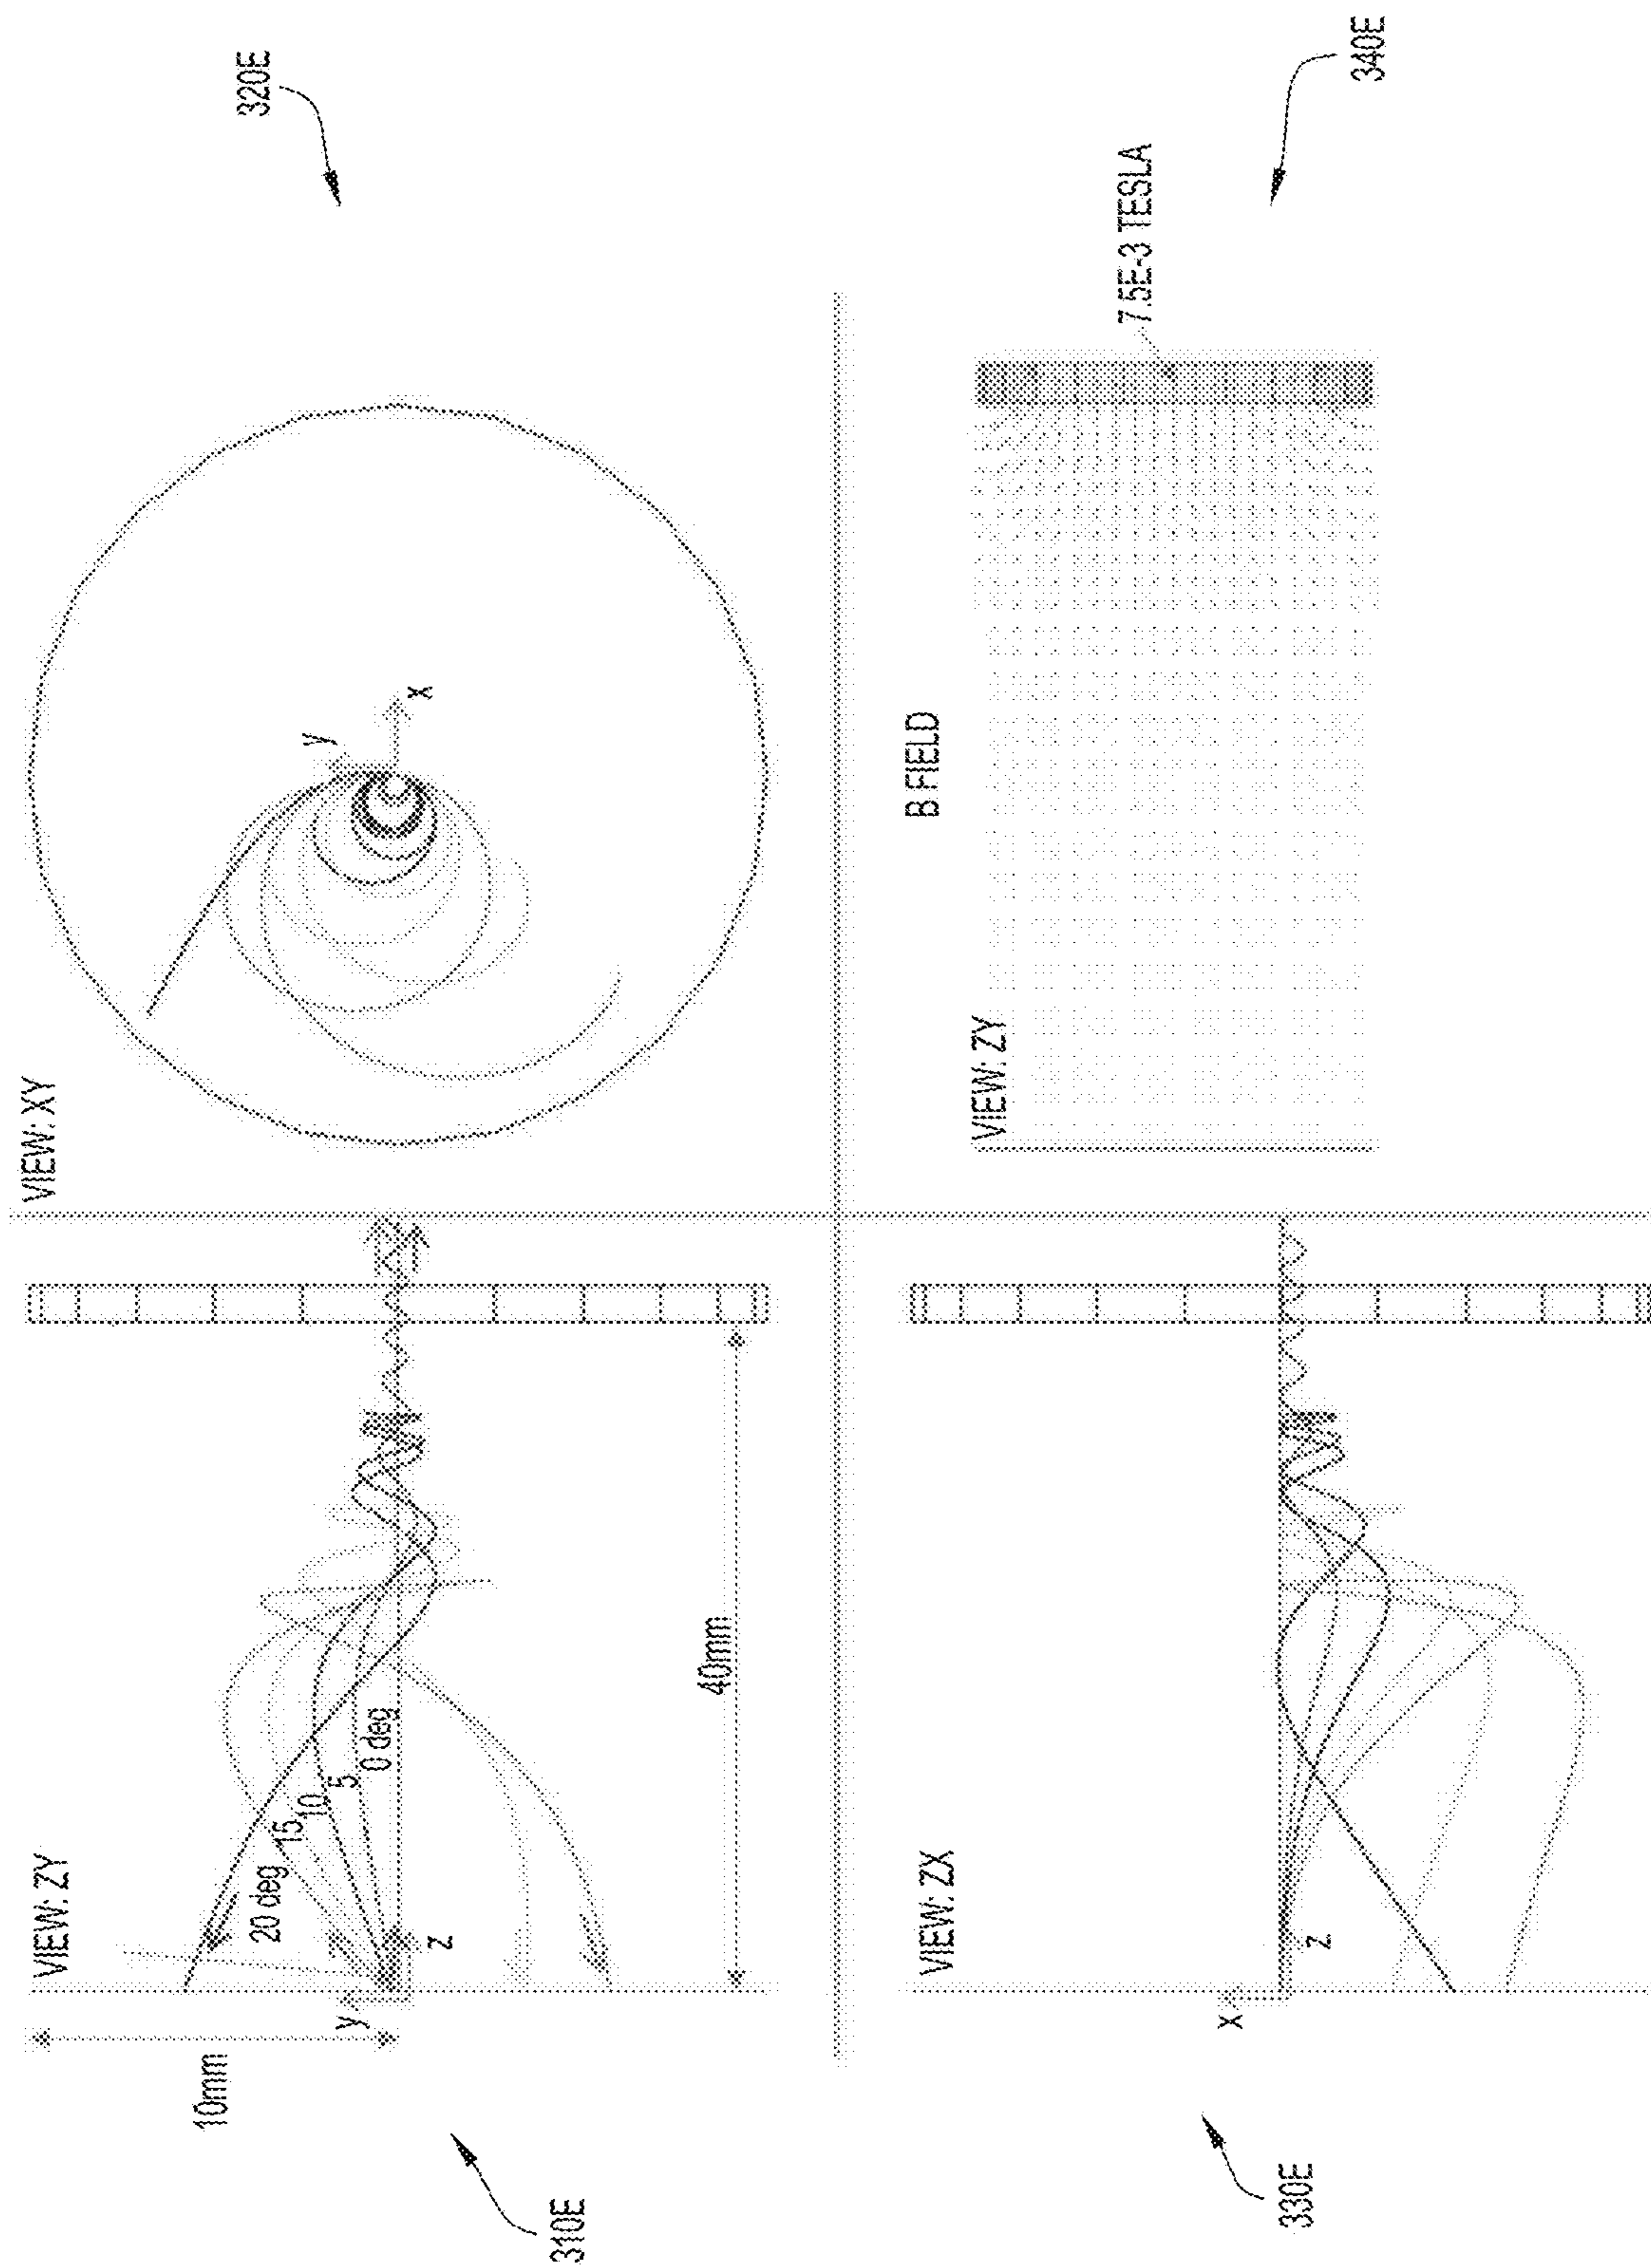 VIEW: ZY
10mm
y
z
20 deg
15
10
5
0 deg
40mm
310E
VIEW: XY
y
x
320E
VIEW: ZX
x
z
330E
B FIELD
VIEW: ZY
7.5E-3 TESLA
340E